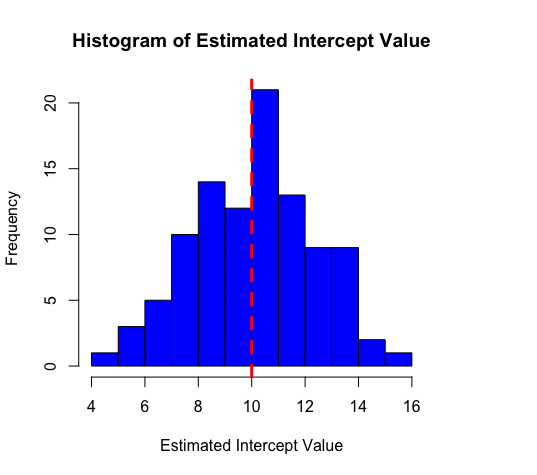 Histogram of Estimated Intercept Value
Frequency
20
15
10
5
0
4 6 8 10 12 14 16
Estimated Intercept Value